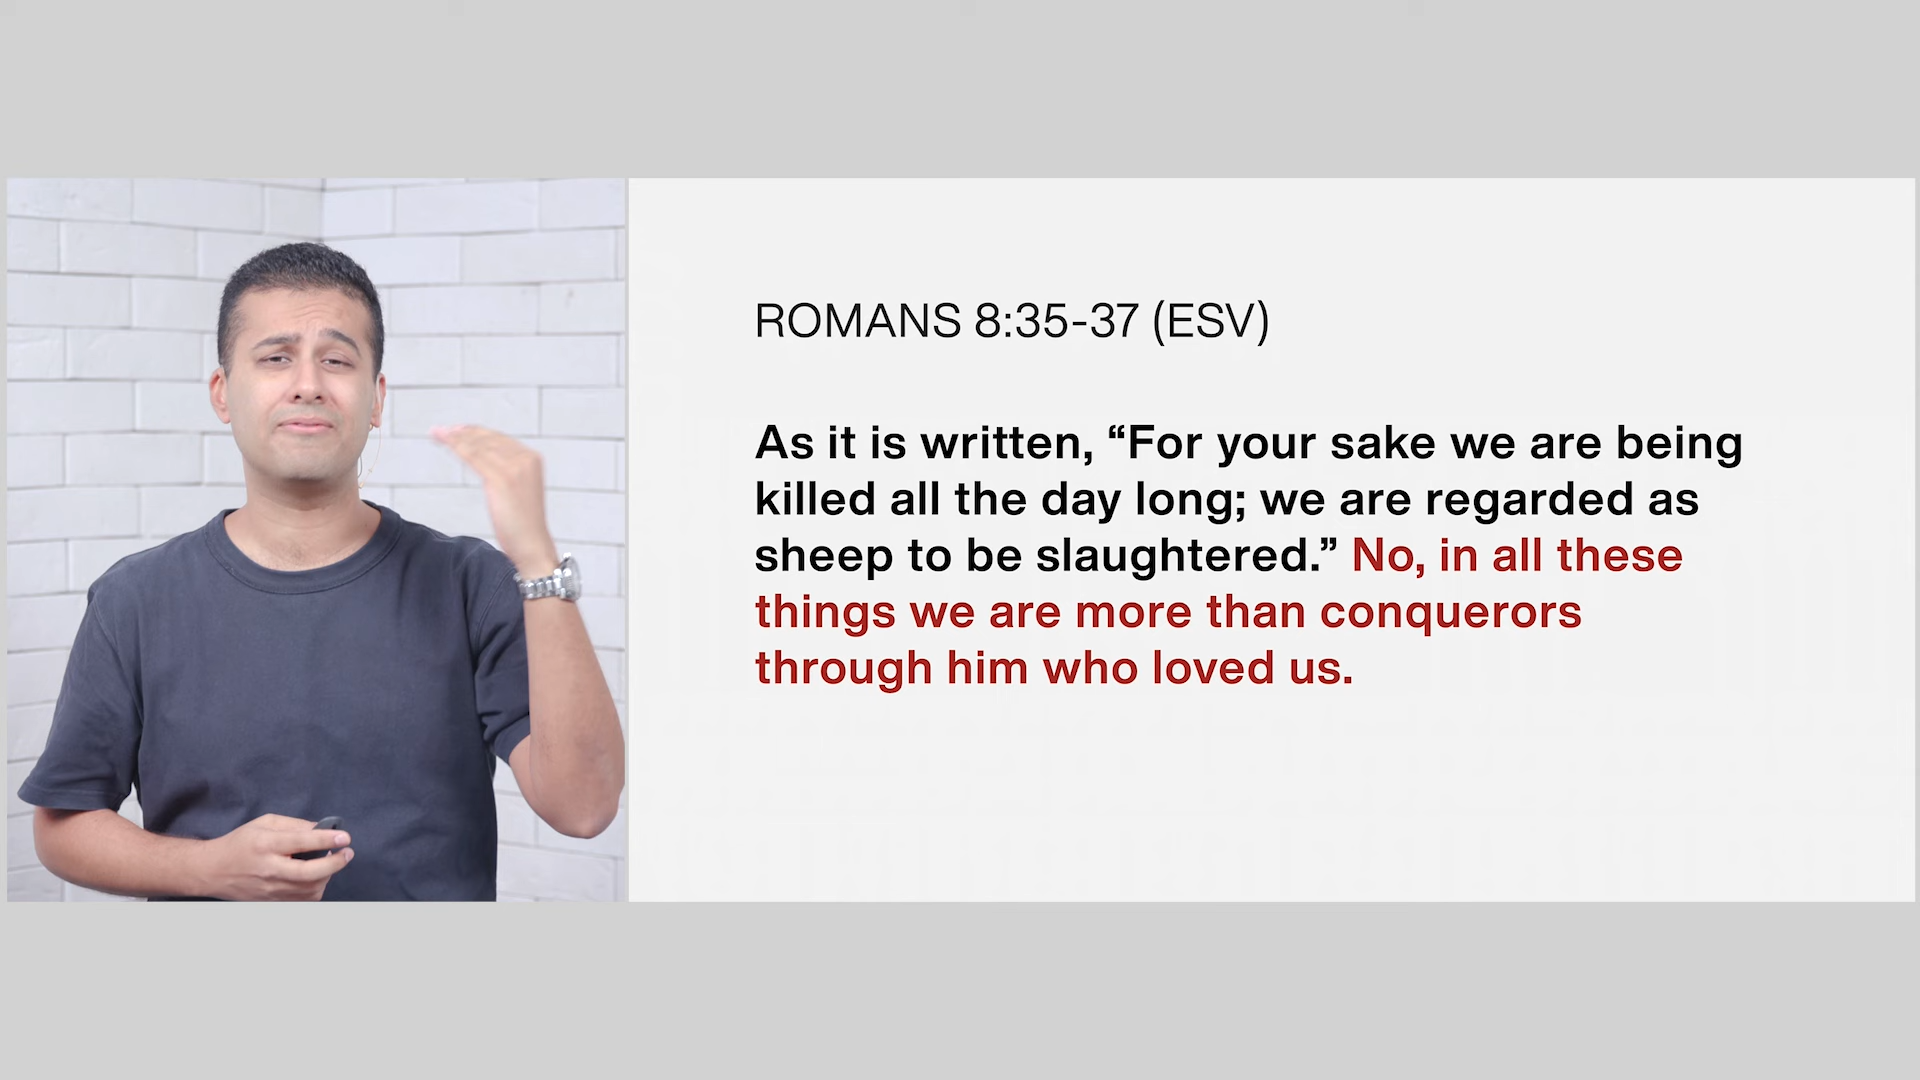 ROMANS 8:35-37 (ESV)
As it is written, “For your sake we are being
killed all the day long; we are regarded as
sheep to be slaughtered.” No, in all these
things we are more than conquerors
through him who loved us.